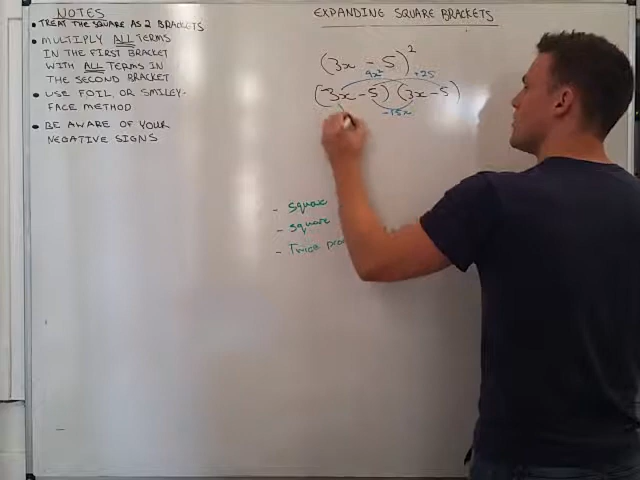 NOTES
• TREAT THE SQUARE AS 2 BRACKETS
• MULTIPLY ALL TERMS
IN THE FIRST BRACKET
WITH ALL TERMS IN
THE SECOND BRACKET
• USE FOIL OR SMILEY-
FACE METHOD
• BE AWARE OF YOUR
NEGATIVE SIGNS
EXPANDING SQUARE BRACKETS
(3x - 5)²
9x² +25
(3x-5)(3x-5)
-15x
- square
- square
- Twice